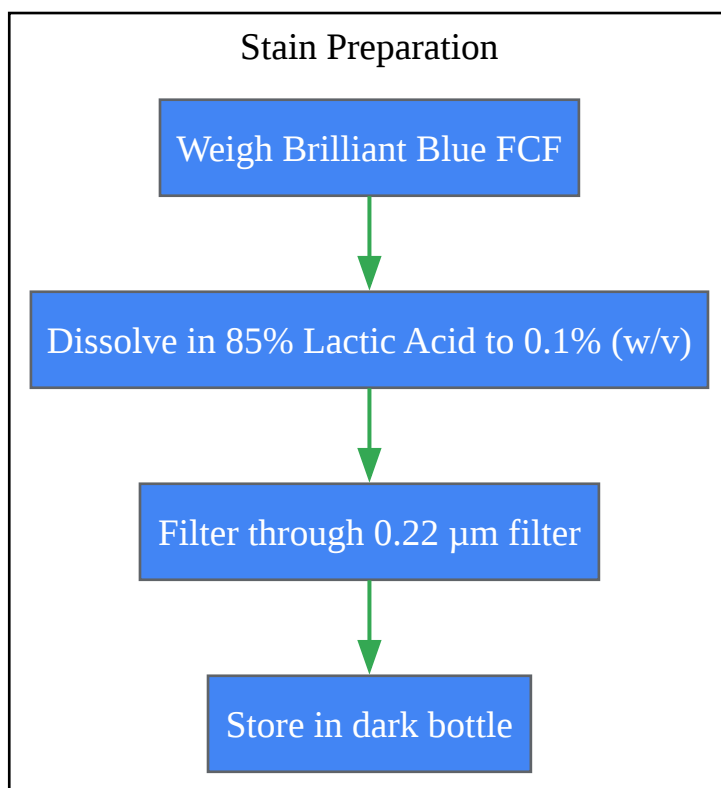 Stain Preparation
Weigh Brilliant Blue FCF
Dissolve in 85% Lactic Acid to 0.1% (w/v)
Filter through 0.22 µm filter
Store in dark bottle